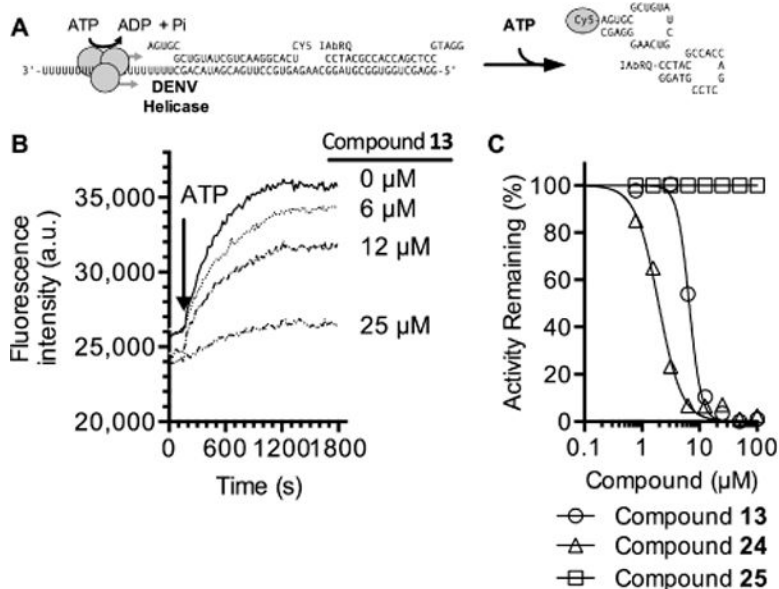 A
ATP ADP + Pi
AGUGC CY5 IAbRQ GTAGG
GCUGUAUCGUCAAGGCACU CCTACGCCACCAGCTCC
UUUUUCGACAUAGCAGUUCCGUGAGAACGGAUGCGGUGGUCGAGG-5'
DENV
Helicase
ATP
GCUGUA
Cy5-AGUGC U
CGAGG C
GAACUG
GCCACC
IABRQ-CCTAC A
GGATG G
CCTC
B
Compound 13
ATP
0 µM
6 µM
12 µM
25 µM
35,000
30,000
25,000
20,000
Fluorescence
intensity (a.u.)
0 600 1200 1800
Time (s)
C
100
80
60
40
20
0
Activity Remaining (%)
0.1 1 10 100
Compound (µM)
Compound 13
Compound 24
Compound 25